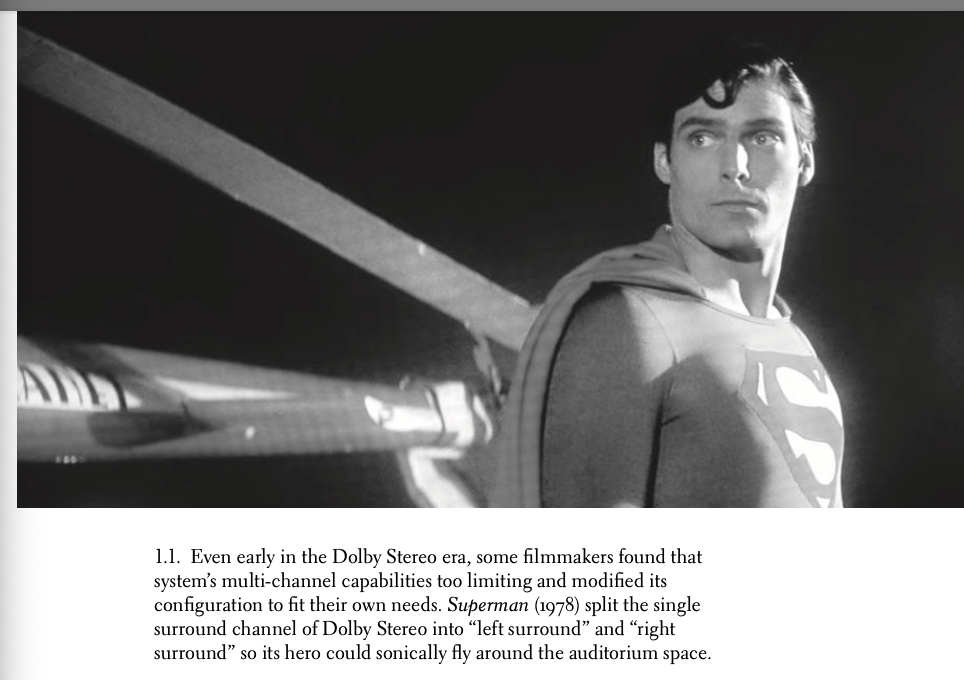 1.1. Even early in the Dolby Stereo era, some filmmakers found that
system’s multi-channel capabilities too limiting and modified its
configuration to fit their own needs. Superman (1978) split the single
surround channel of Dolby Stereo into “left surround” and “right
surround” so its hero could sonically fly around the auditorium space.